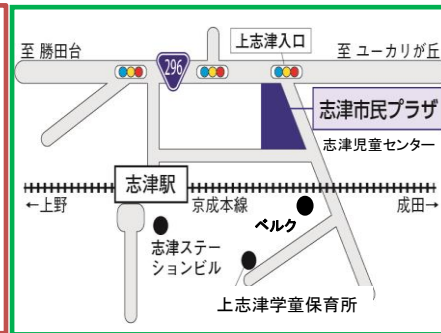 上志津入口
至 勝田台
296
至 ユーカリが丘
志津市民プラザ
志津児童センター
志津駅
←上野
京成本線
成田→
ベルク
志津ステー
ションビル
上志津学童保育所